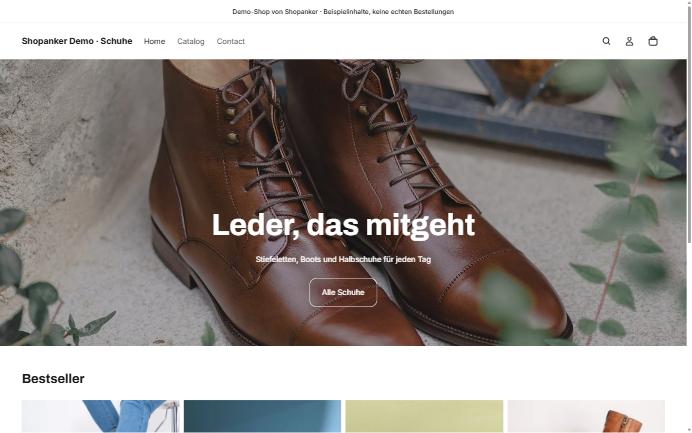 Demo-Shop von Shopanker · Beispielinhalte, keine echten Bestellungen
Shopanker Demo · Schuhe Home Catalog Contact
Leder, das mitgeht
Stiefeletten, Boots und Halbschuhe für jeden Tag
Alle Schuhe
Bestseller